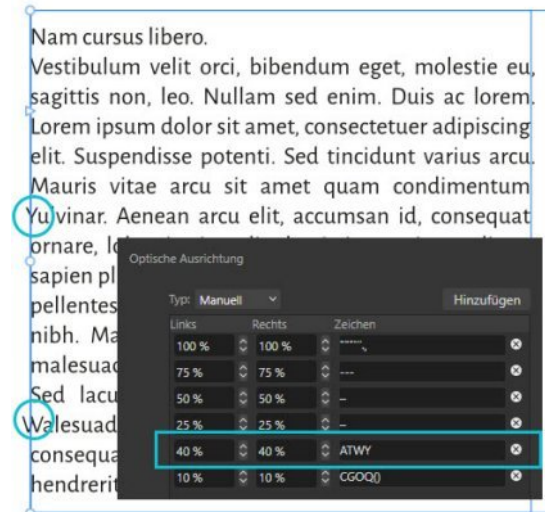 Nam cursus libero.
Vestibulum velit orci, bibendum eget, molestie eu,
sagittis non, leo. Nullam sed enim. Duis ac lorem.
Lorem ipsum dolor sit amet, consectetuer adipiscing
elit. Suspendisse potenti. Sed tincidunt varius arcu.
Mauris vitae arcu sit amet quam condimentum
Yulvinar. Aenean arcu elit, accumsan id, consequat
ornare,
sapien pl
pellentes
nibh. Ma
malesuad
Sed lacu
Walesuad
consequa
hendrerit
Optische Ausrichtung
Typ: Manuell Hinzufügen
Links Rechts Zeichen
100 % 100 %
75 % 75 % ---
50 % 50 % –
25 % 25 % –
40 % 40 % ATWY
10 % 10 % CGOQ()